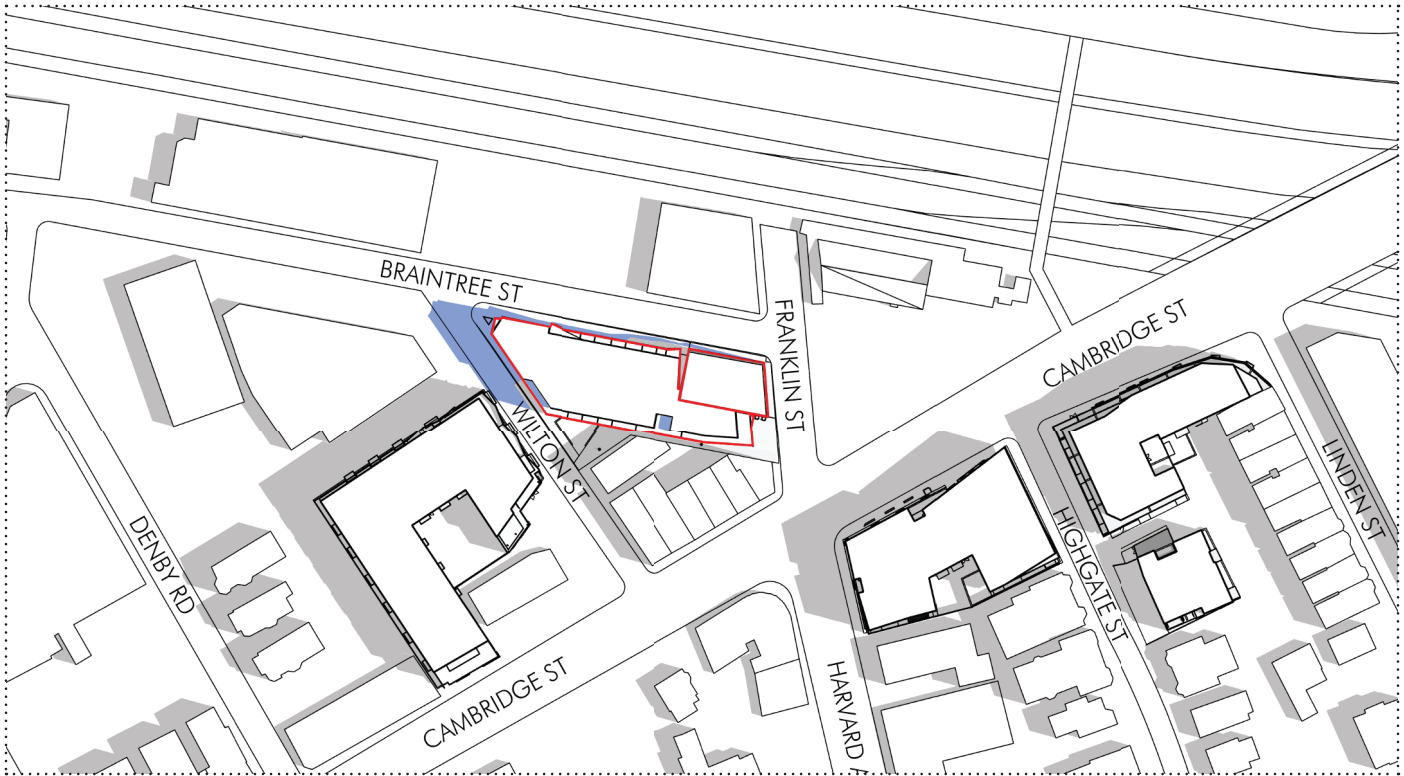 BRAINTREE ST
FRANKLIN ST
CAMBRIDGE ST
WILTON ST
LINDEN ST
DENBY RD
HIGHGATE ST
CAMBRIDGE ST
HARVARD A